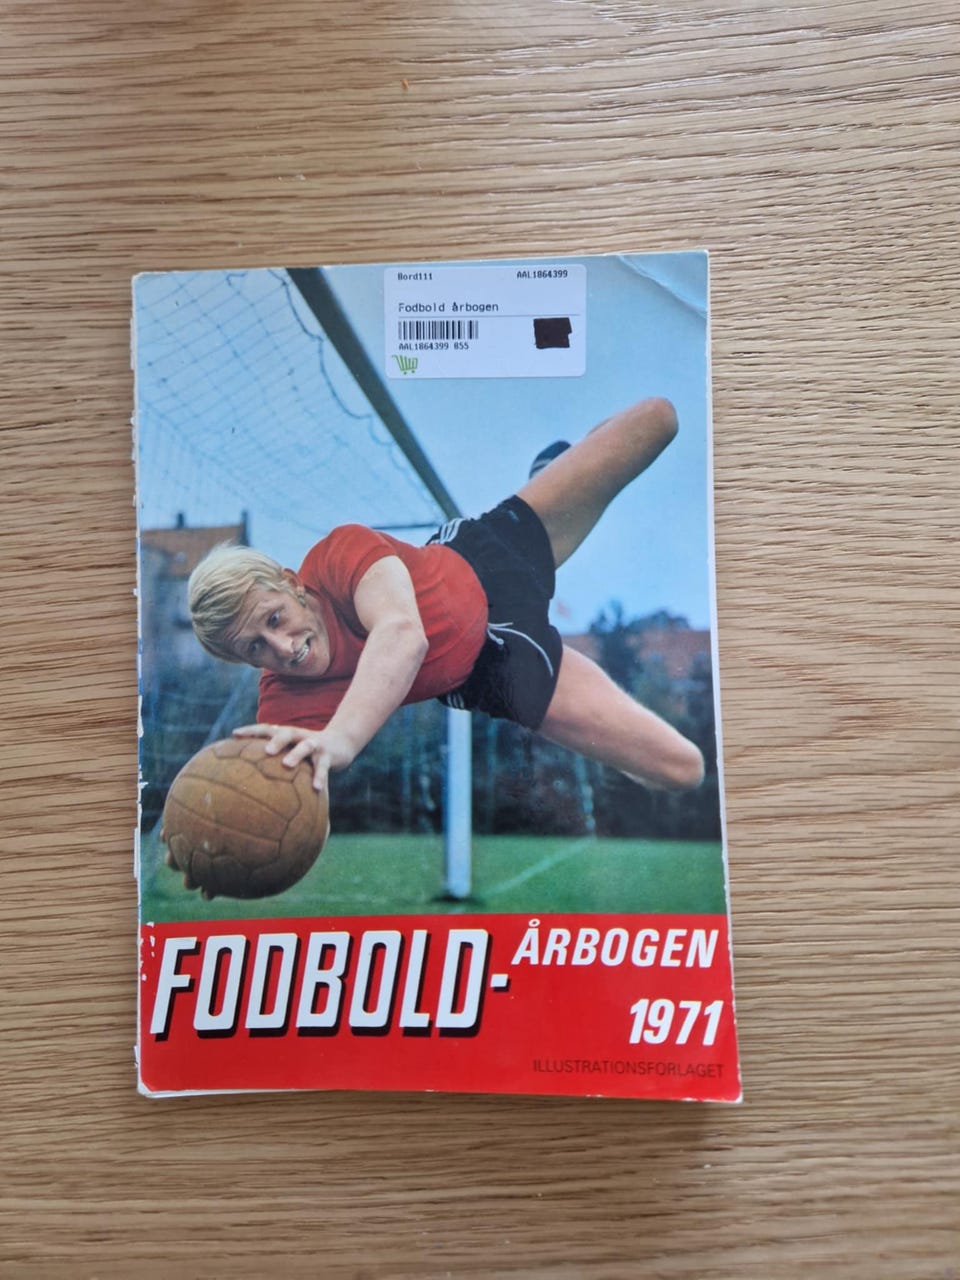 Bord111 AAL1864399
Fodbold årbogen
AAL1864399 855
FODBOLD-
ÅRBOGEN
1971
ILLUSTRATIONSFORLAGET